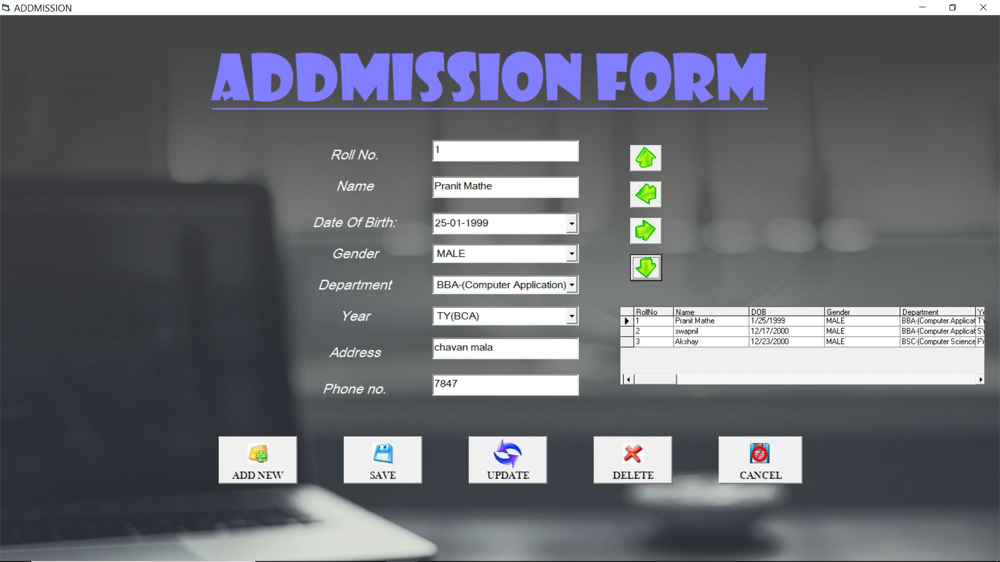 ADDMISSION
ADDMISSION FORM
Roll No. 1
Name Pranit Mathe
Date Of Birth: 25-01-1999
Gender MALE
Department BBA-(Computer Application)
Year TY(BCA)
Address chavan mala
Phone no. 7847
RollNo Name DOB Gender Department Ye
1 Pranit Mathe 1/25/1999 MALE BBA-(Computer Applicat TY
2 swapnil 12/17/2000 MALE BBA-(Computer Applicat SY
3 Akshay 12/23/2000 MALE BSC-(Computer Science FY
ADD NEW SAVE UPDATE DELETE CANCEL